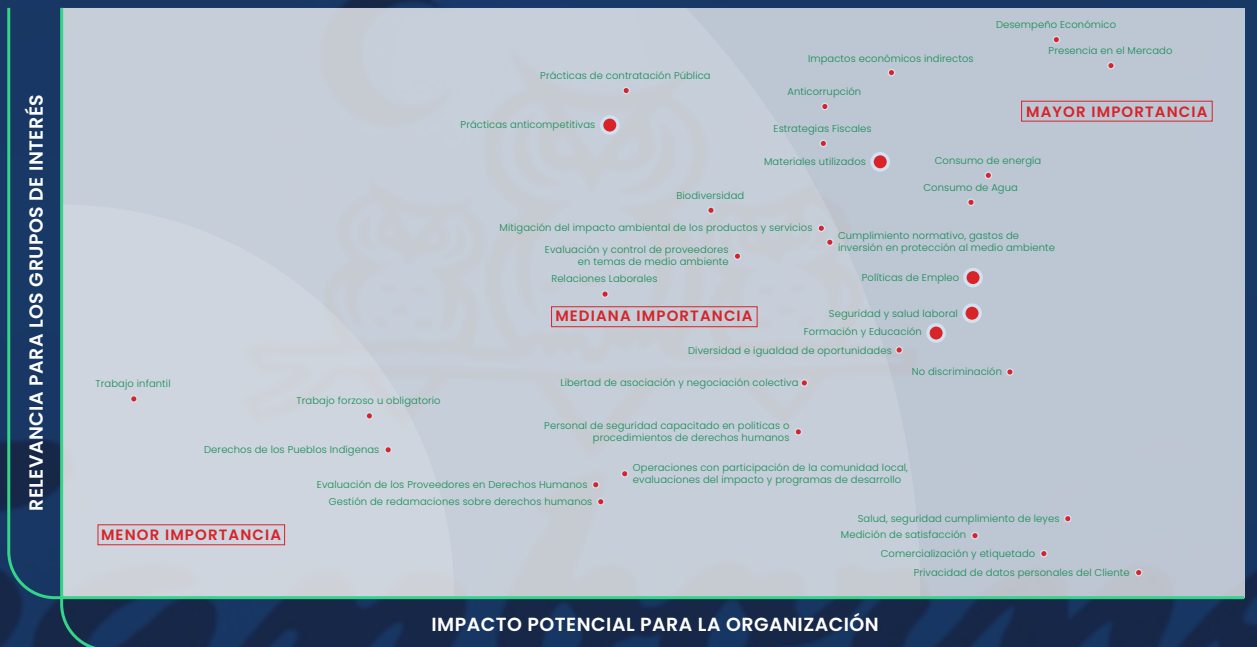 RELEVANCIA PARA LOS GRUPOS DE INTERÉS
Desempeño Económico
Presencia en el Mercado
Impactos económicos indirectos
Prácticas de contratación Pública
Anticorrupción
MAYOR IMPORTANCIA
Prácticas anticompetitivas
Estrategias Fiscales
Materiales utilizados
Consumo de energía
Consumo de Agua
Biodiversidad
Mitigación del impacto ambiental de los productos y servicios
Cumplimiento normativo, gastos de
inversión en protección al medio ambiente
Evaluación y control de proveedores
en temas de medio ambiente
Relaciones Laborales
Políticas de Empleo
MEDIANA IMPORTANCIA
Seguridad y salud laboral
Formación y Educación
Diversidad e igualdad de oportunidades
No discriminación
Trabajo infantil
Libertad de asociación y negociación colectiva
Trabajo forzoso u obligatorio
Personal de seguridad capacitado en políticas o
procedimientos de derechos humanos
Derechos de los Pueblos Indígenas
Operaciones con participación de la comunidad local,
evaluaciones del impacto y programas de desarrollo
Evaluación de los Proveedores en Derechos Humanos
Gestión de redamaciones sobre derechos humanos
MENOR IMPORTANCIA
Salud, seguridad cumplimiento de leyes
Medición de satisfacción
Comercialización y etiquetado
Privacidad de datos personales del Cliente
IMPACTO POTENCIAL PARA LA ORGANIZACIÓN